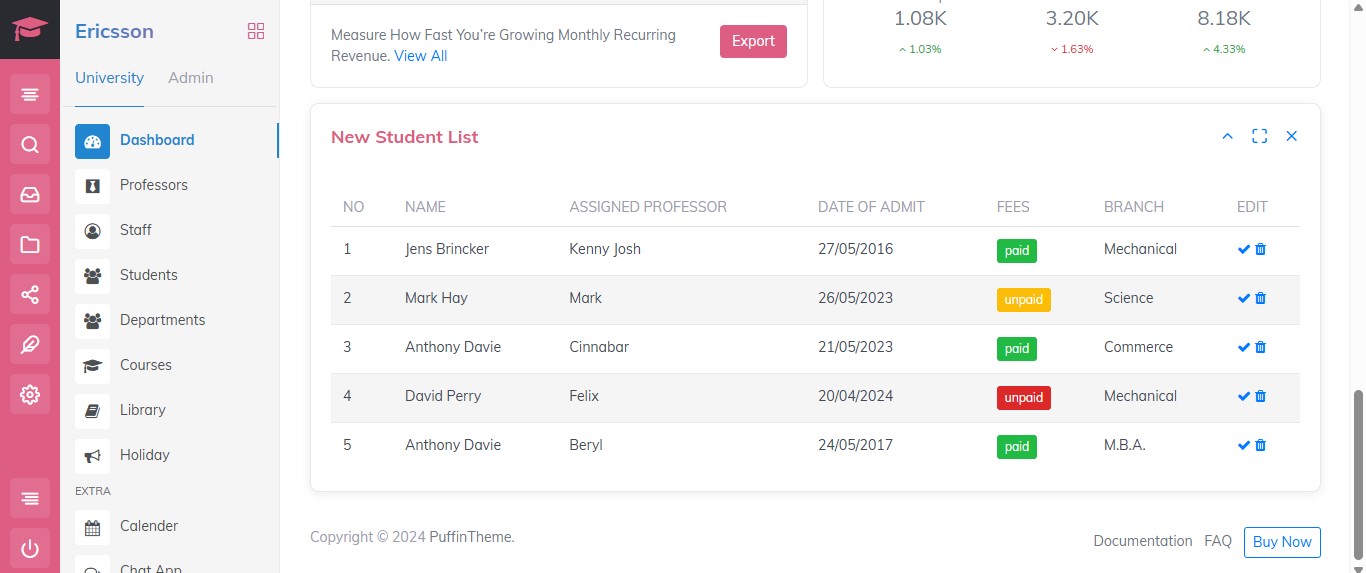 Ericsson
University Admin
Dashboard
Professors
Staff
Students
Departments
Courses
Library
Holiday
EXTRA
Calender
Chat App
Measure How Fast You're Growing Monthly Recurring
Revenue. View All
Export
1.08K 3.20K 8.18K
1.03% 1.63% 4.33%
New Student List
NO NAME ASSIGNED PROFESSOR DATE OF ADMIT FEES BRANCH EDIT
1 Jens Brincker Kenny Josh 27/05/2016 paid Mechanical
2 Mark Hay Mark 26/05/2023 unpaid Science
3 Anthony Davie Cinnabar 21/05/2023 paid Commerce
4 David Perry Felix 20/04/2024 unpaid Mechanical
5 Anthony Davie Beryl 24/05/2017 paid M.B.A.
Copyright © 2024 PuffinTheme.
Documentation FAQ Buy Now